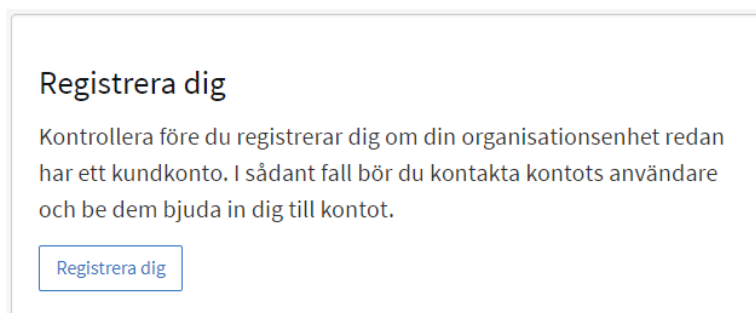 Registrera dig
Kontrollera före du registrerar dig om din organisationsenhet redan
har ett kundkonto. I sådant fall bör du kontakta kontots användare
och be dem bjuda in dig till kontot.
Registrera dig